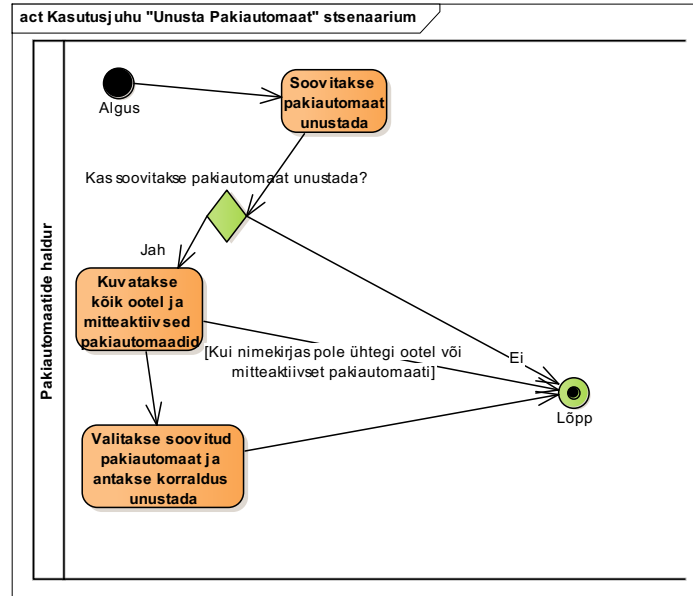 act Kasutusjuhu "Unusta Pakiautomaat" stsenaarium
Pakiautomaatide haldur
Algus
Soovitakse
pakiautomaat
unustada
Kas soovitakse pakiautomaat unustada?
Jah
Kuvatakse
kõik ootel ja
mitteaktiivsed
pakiautomaadid
[Kui nimekirjas pole ühtegi ootel või
mitteaktiivset pakiautomaati]
Ei
Lõpp
Valitakse soovitud
pakiautomaat ja
antakse korraldus
unustada